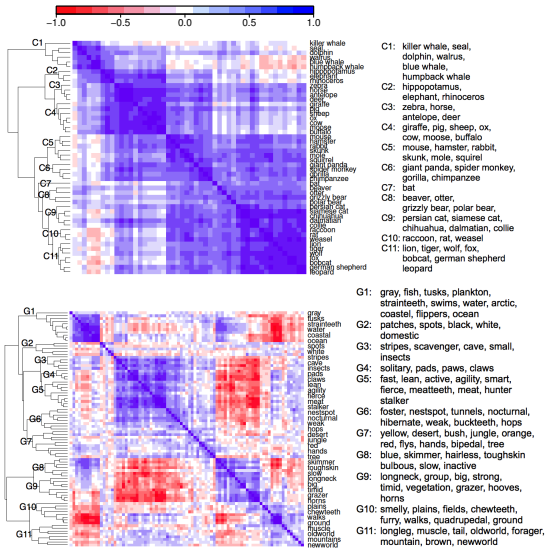 -1.0 -0.5 0.0 0.5 1.0
C1
C2
C3
C4
C5
C6
C7
C8
C9
C10
C11
killer whale
seal
dolphin
walrus
blue whale
humpback whale
hippopotamus
elephant
rhinoceros
zebra
horse
antelope
deer
giraffe
pig
sheep
ox
cow
moose
buffalo
mouse
hamster
rabbit
skunk
mole
squirrel
giant panda
spider monkey
gorilla
chimpanzee
bat
beaver
otter
grizzly bear
polar bear
persian cat
siamese cat
chihuahua
dalmatian
collie
raccoon
rat
weasel
lion
tiger
wolf
fox
bobcat
german shepherd
leopard
C1: killer whale, seal,
dolphin, walrus,
blue whale,
humpback whale
C2: hippopotamus,
elephant, rhinoceros
C3: zebra, horse,
antelope, deer
C4: giraffe, pig, sheep, ox,
cow, moose, buffalo
C5: mouse, hamster, rabbit,
skunk, mole, squirel
C6: giant panda, spider monkey,
gorilla, chimpanzee
C7: bat
C8: beaver, otter,
grizzly bear, polar bear,
C9: persian cat, siamese cat,
chihuahua, dalmatian, collie
C10: raccoon, rat, weasel
C11: lion, tiger, wolf, fox,
bobcat, german shepherd
leopard
G1
G2
G3
G4
G5
G6
G7
G8
G9
G10
G11
gray
tusks
strainteeth
water
coastal
ocean
spots
white
stripes
cave
insects
pads
claws
lean
agility
fierce
meat
stalker
nestspot
nocturnal
weak
hops
desert
jungle
red
hands
tree
skimmer
toughskin
slow
longneck
big
timid
grazer
horns
plains
chewteeth
walks
ground
muscle
oldworld
mountains
newworld
G1: gray, fish, tusks, plankton,
strainteeth, swims, water, arctic,
coastel, flippers, ocean
G2: patches, spots, black, white,
domestic
G3: stripes, scavenger, cave, small,
insects
G4: solitary, pads, paws, claws
G5: fast, lean, active, agility, smart,
fierce, meatteeth, meat, hunter
stalker
G6: foster, nestspot, tunnels, nocturnal,
hibernate, weak, bucktteeth, hops
G7: yellow, desert, bush, jungle, orange,
red, flys, hands, bipedal, tree
G8: blue, skimmer, hairless, toughskin
bulbous, slow, inactive
G9: longneck, group, big, strong,
timid, vegetation, grazer, hooves,
horns
G10: smelly, plains, fields, chewteeth,
furry, walks, quadrupedal, ground
G11: longleg, muscle, tail, oldworld, forager,
mountain, brown, newworld